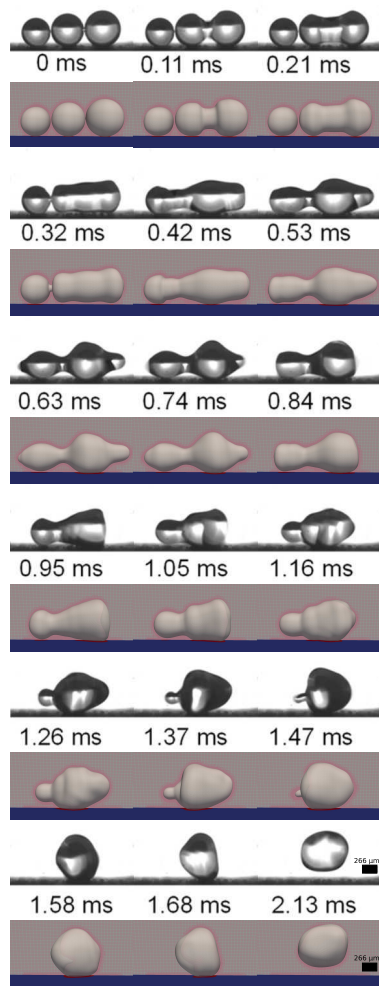 0 ms 0.11 ms 0.21 ms
0.32 ms 0.42 ms 0.53 ms
0.63 ms 0.74 ms 0.84 ms
0.95 ms 1.05 ms 1.16 ms
1.26 ms 1.37 ms 1.47 ms
266 µm
1.58 ms 1.68 ms 2.13 ms
266 µm